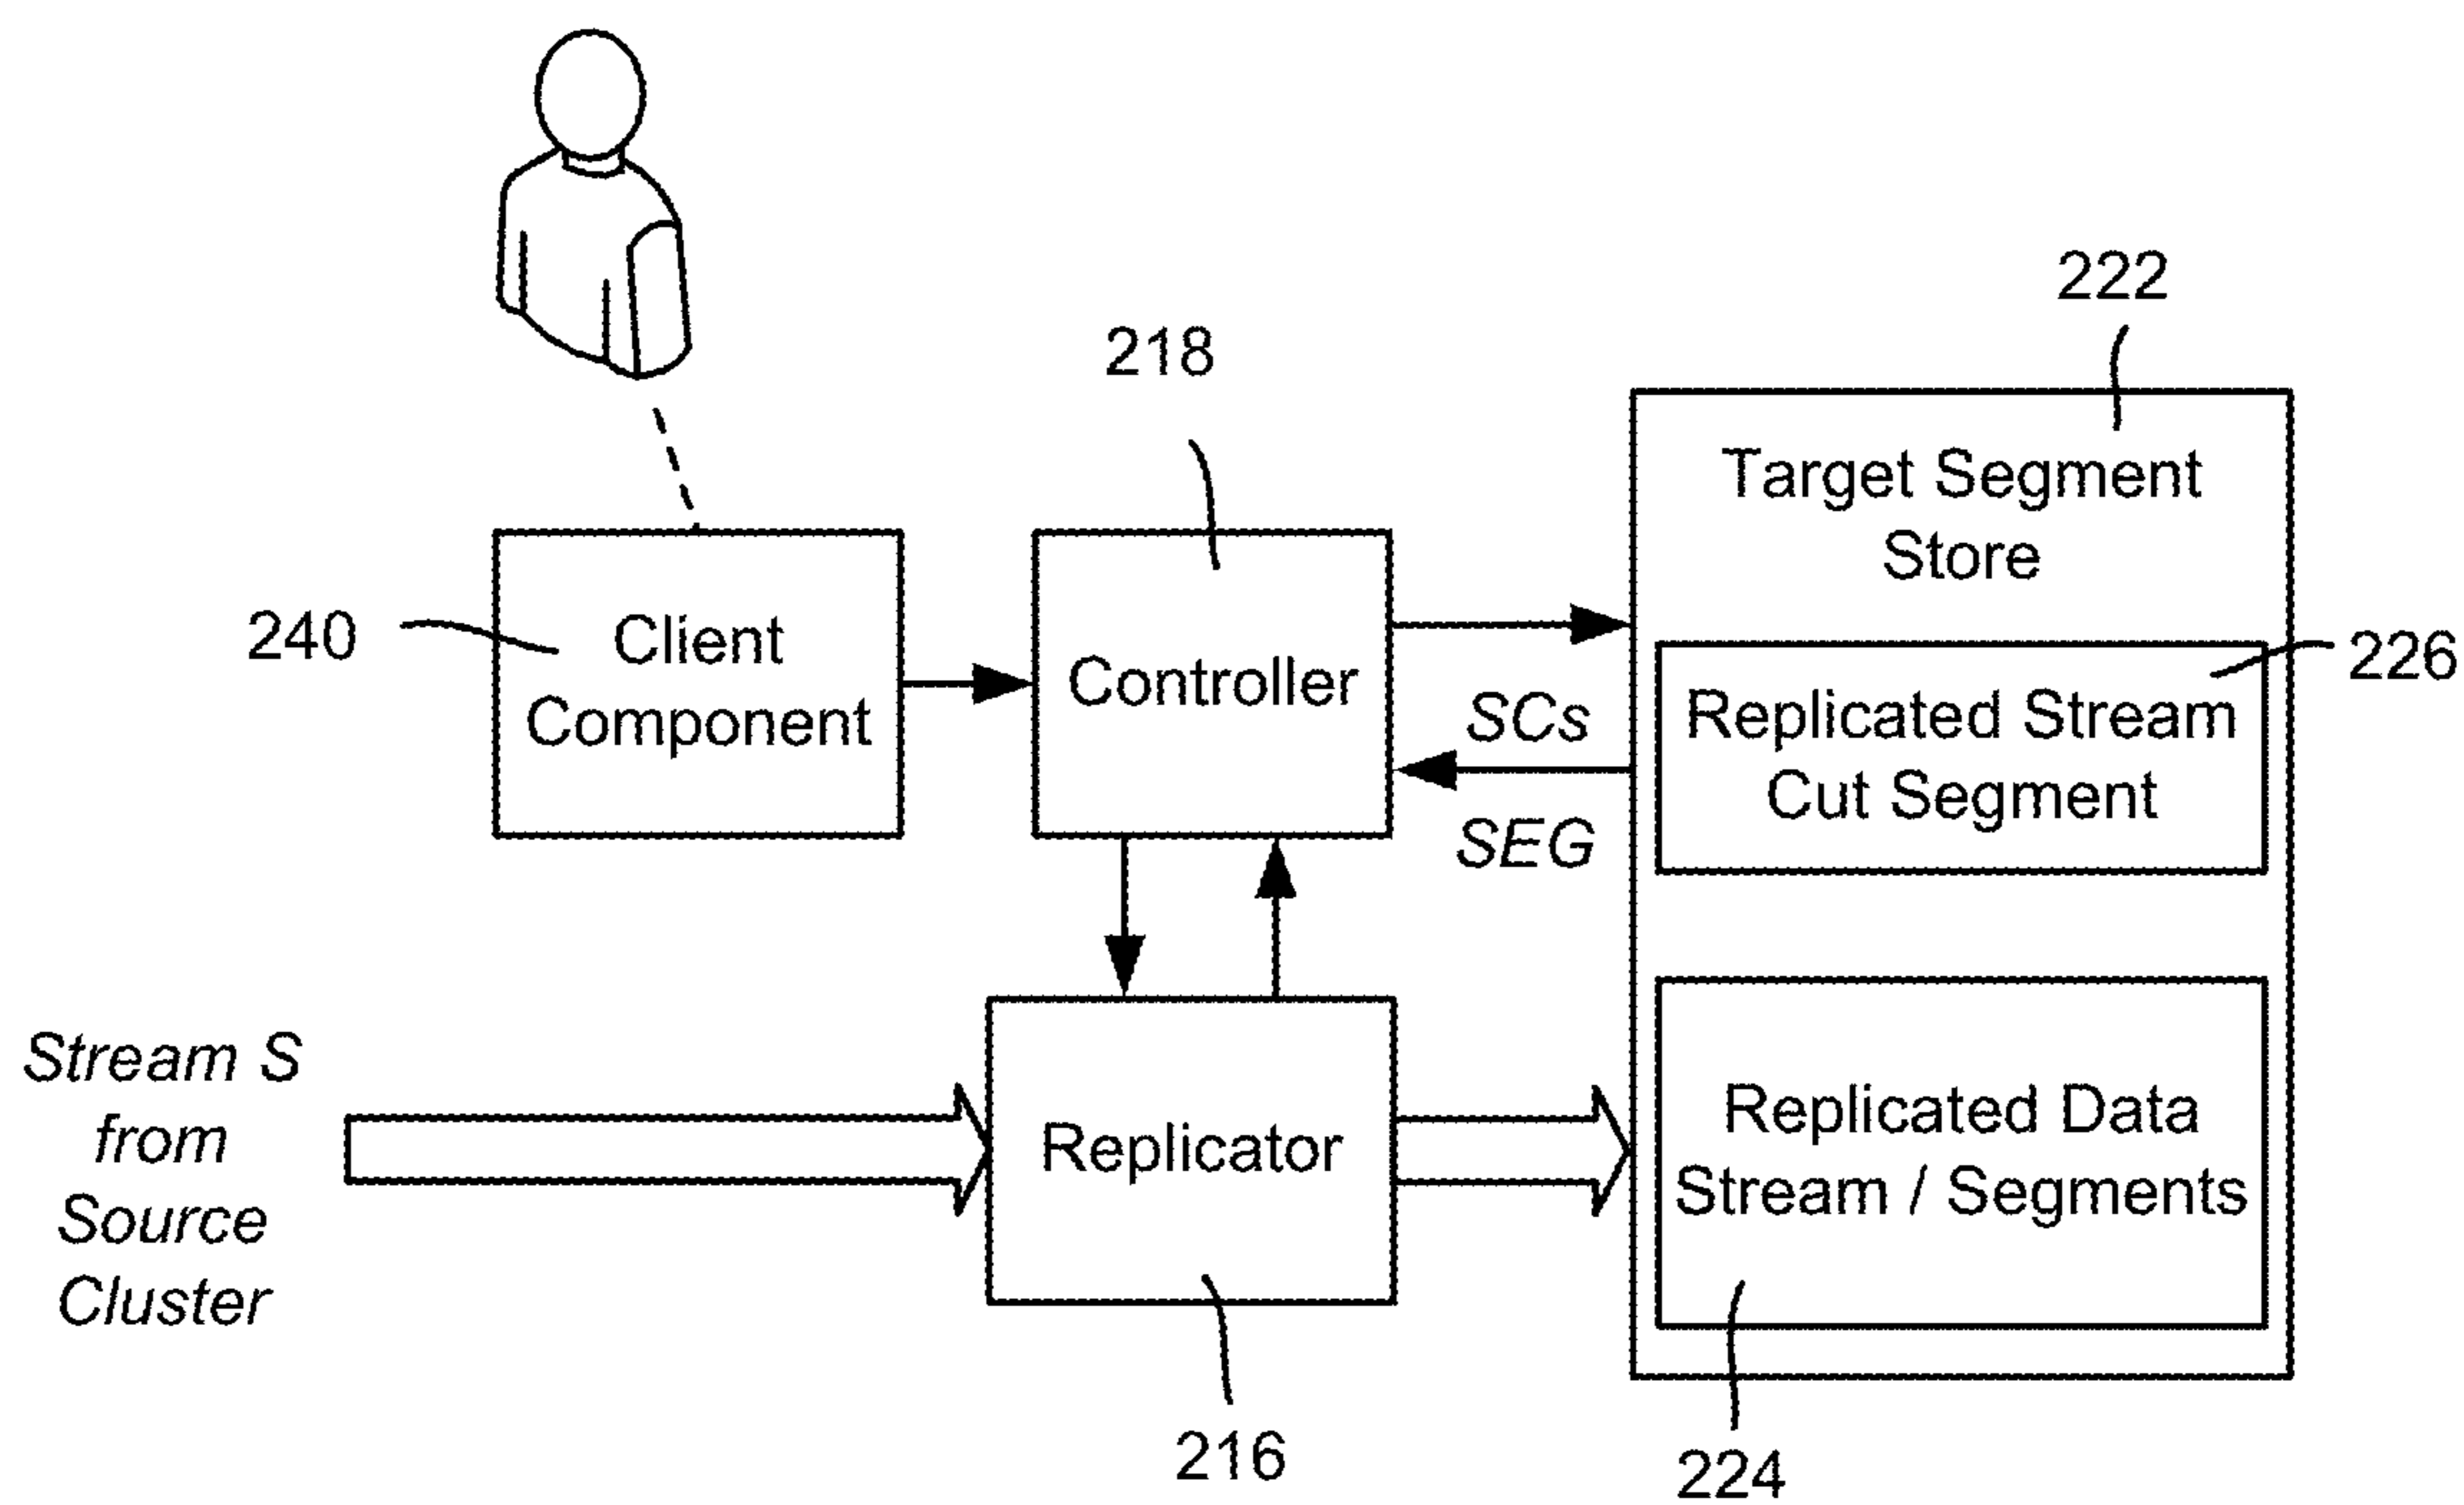 222
218
Target Segment
Store
240
Client
Component
Controller
SCs
SEG
226
Replicated Stream
Cut Segment
Stream S
from
Source
Cluster
Replicator
Replicated Data
Stream / Segments
216
224